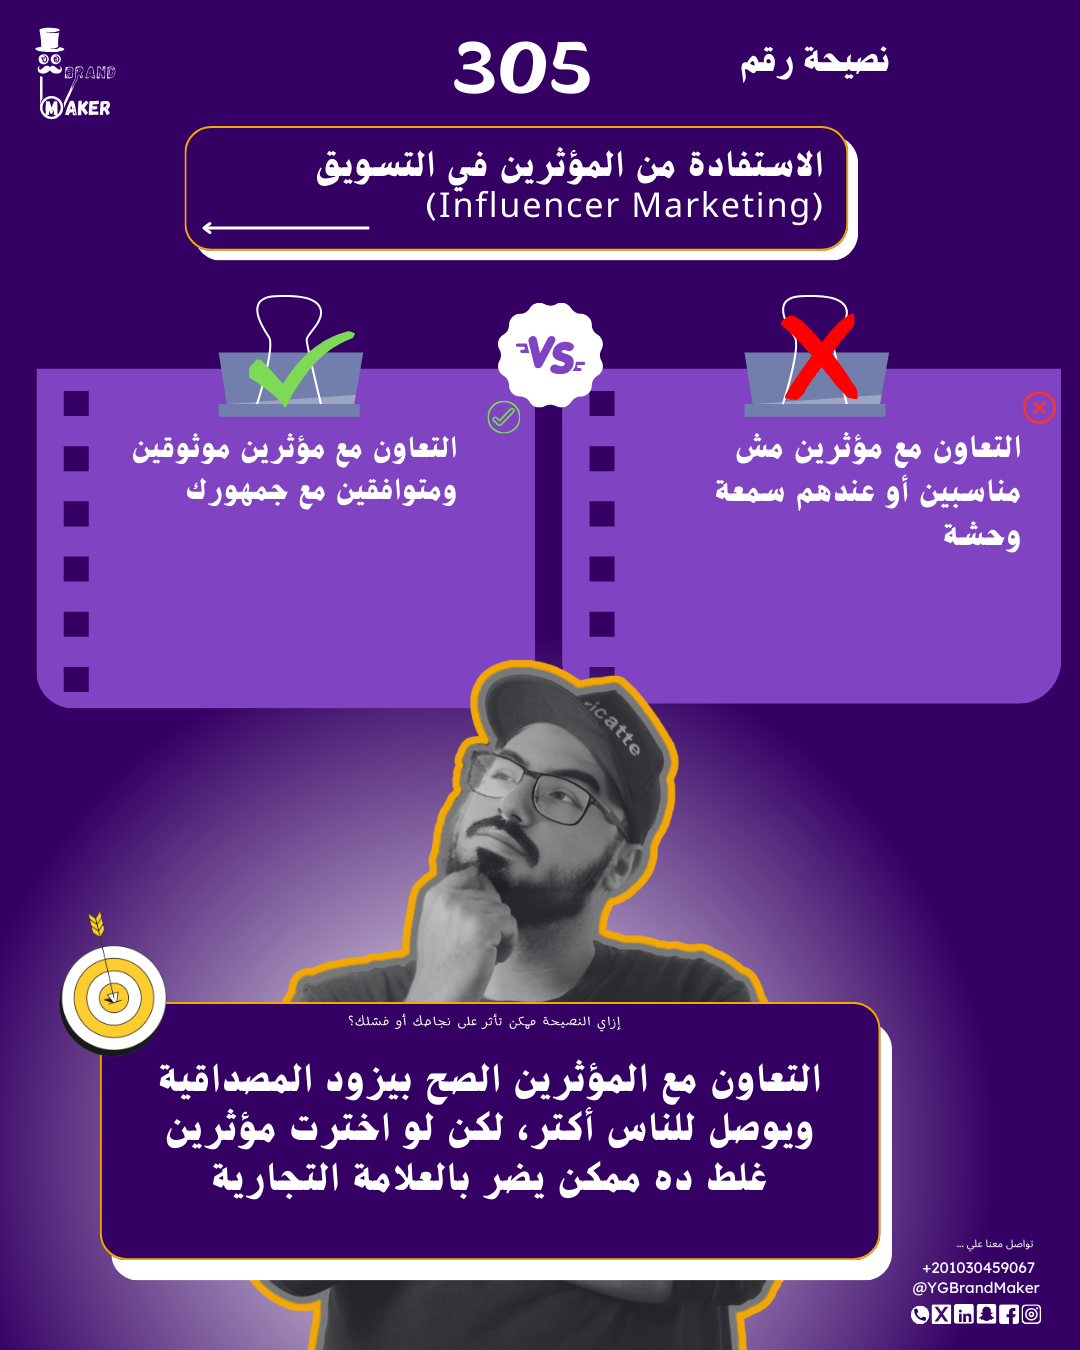 BRAND
MAKER
نصيحة رقم
305
الاستفادة من المؤثرين في التسويق
(Influencer Marketing)
VS
التعاون مع مؤثرين مش
مناسبين أو عندهم سمعة
وحشة
التعاون مع مؤثرين موثوقين
ومتوافقين مع جمهورك
icatte
إزاي النصيحة ممكن تأثر على نجاحك أو فشلك؟
التعاون مع المؤثرين الصح بيزود المصداقية
ويوصل للناس أكتر، لكن لو اخترت مؤثرين
غلط ده ممكن يضر بالعلامة التجارية
تواصل معنا علي ...
+201030459067
@YGBrandMaker